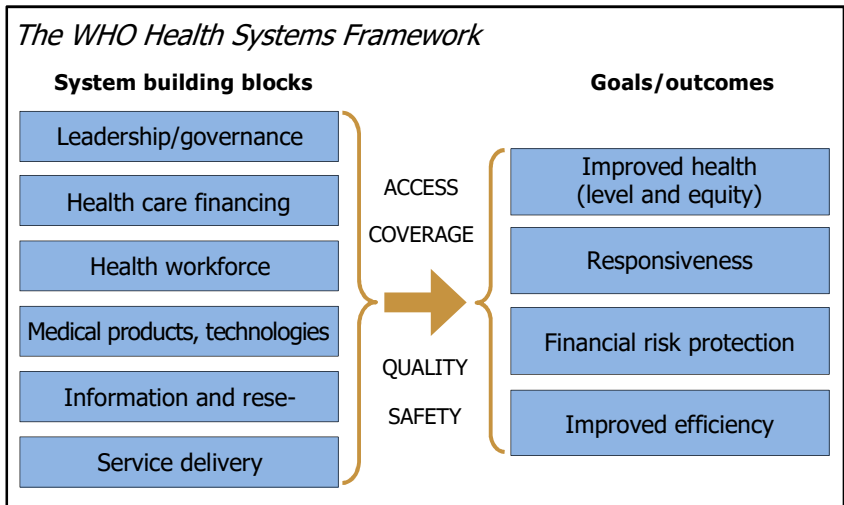 The WHO Health Systems Framework
System building blocks
Leadership/governance
Health care financing
Health workforce
Medical products, technologies
Information and rese-
Service delivery
ACCESS
COVERAGE
QUALITY
SAFETY
Goals/outcomes
Improved health
(level and equity)
Responsiveness
Financial risk protection
Improved efficiency